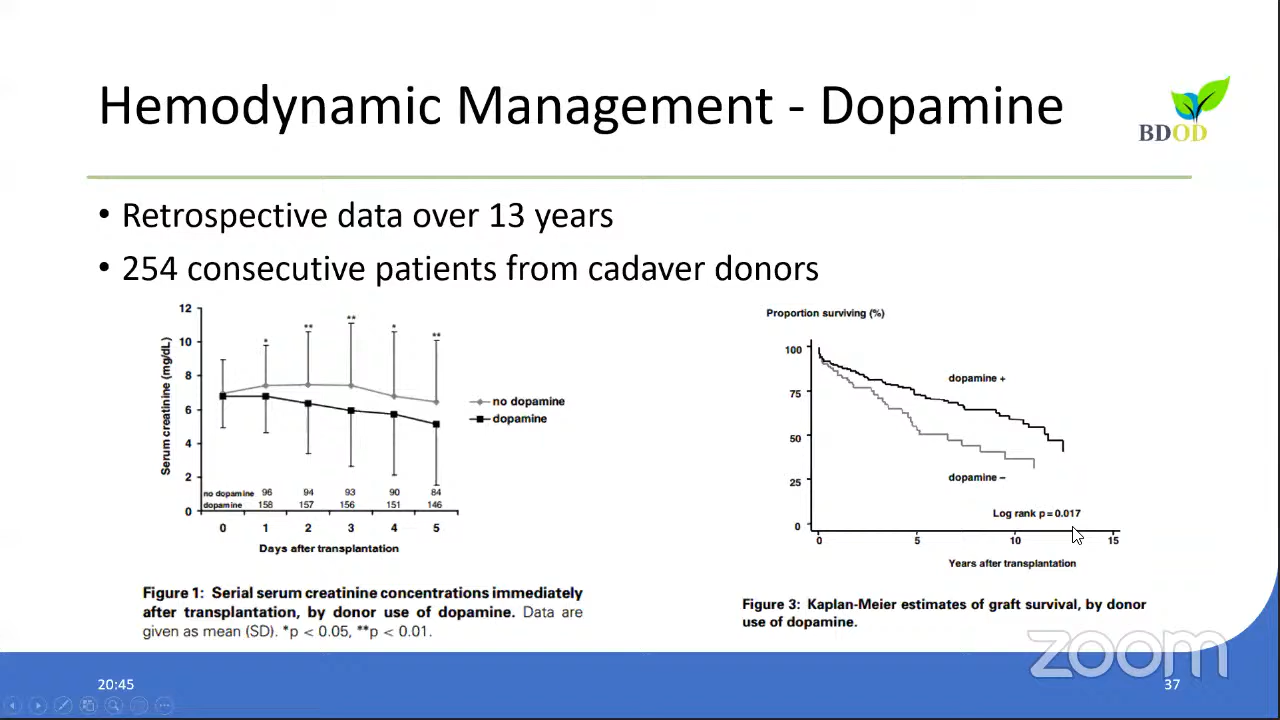 Hemodynamic Management - Dopamine
BDOD
• Retrospective data over 13 years
• 254 consecutive patients from cadaver donors
12
10
8
6
4
2
0
Serum creatinine (mg/dL)
*
**
**
*
**
no dopamine
dopamine
no dopamine 96 94 93 90 84
dopamine 158 157 156 151 146
0 1 2 3 4 5
Days after transplantation
Figure 1: Serial serum creatinine concentrations immediately
after transplantation, by donor use of dopamine. Data are
given as mean (SD). *p < 0.05, **p < 0.01.
Proportion surviving (%)
100
75
50
25
0
dopamine +
dopamine –
Log rank p = 0.017
0 5 10 15
Years after transplantation
Figure 3: Kaplan-Meier estimates of graft survival, by donor
use of dopamine.
zoom
20:45
37